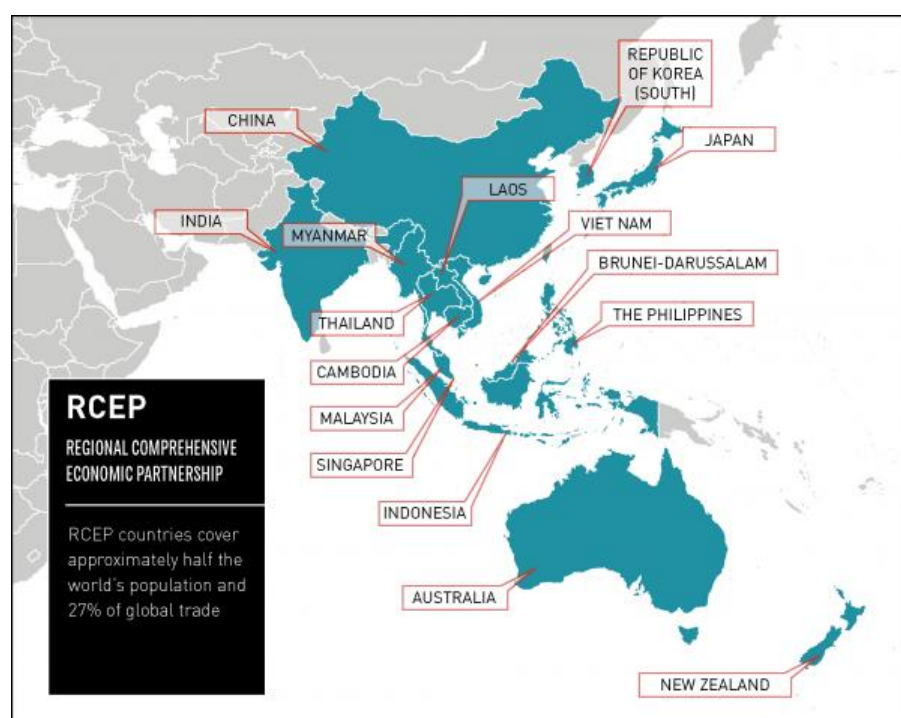 REPUBLIC
OF KOREA
(SOUTH)
CHINA
JAPAN
LAOS
INDIA
MYANMAR
VIET NAM
BRUNEI-DARUSSALAM
THAILAND
THE PHILIPPINES
CAMBODIA
MALAYSIA
SINGAPORE
INDONESIA
AUSTRALIA
NEW ZEALAND
RCEP
REGIONAL COMPREHENSIVE
ECONOMIC PARTNERSHIP
RCEP countries cover
approximately half the
world's population and
27% of global trade